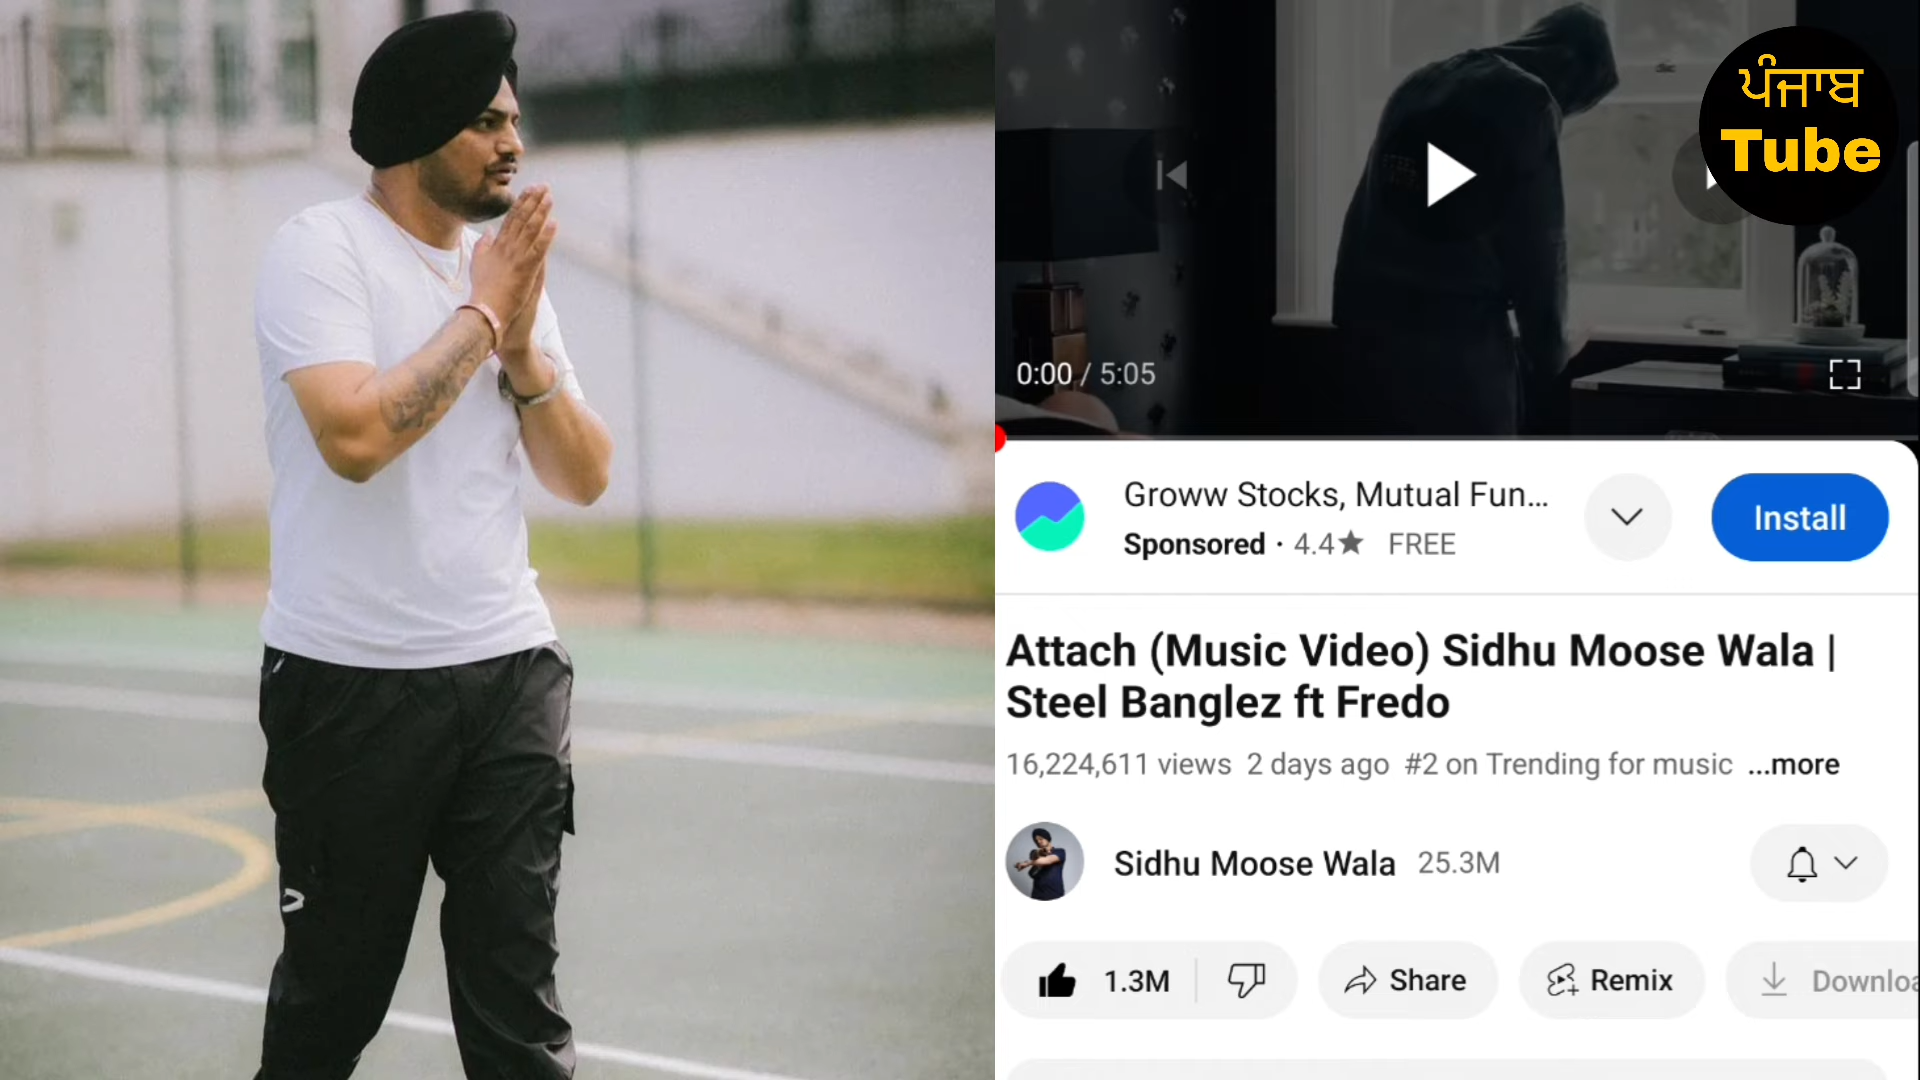 ਪੰਜਾਬ
Tube
0:00 / 5:05
Groww Stocks, Mutual Fun...
Sponsored · 4.4★ FREE
Install
Attach (Music Video) Sidhu Moose Wala |
Steel Banglez ft Fredo
16,224,611 views 2 days ago #2 on Trending for music ...more
Sidhu Moose Wala 25.3M
1.3M Share Remix Downloa